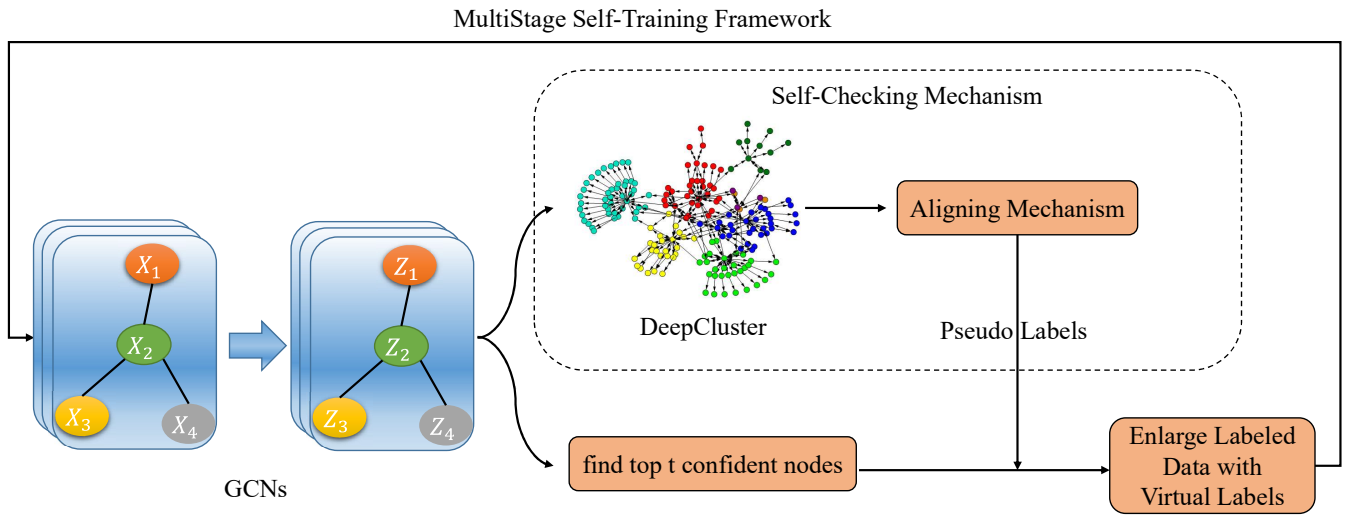 MultiStage Self-Training Framework
Self-Checking Mechanism
X₁
X₂
X₃
X₄
Z₁
Z₂
Z₃
Z₄
GCNs
DeepCluster
Aligning Mechanism
Pseudo Labels
find top t confident nodes
Enlarge Labeled
Data with
Virtual Labels